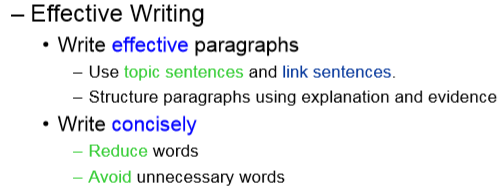 – Effective Writing
• Write effective paragraphs
– Use topic sentences and link sentences.
– Structure paragraphs using explanation and evidence
• Write concisely
– Reduce words
– Avoid unnecessary words